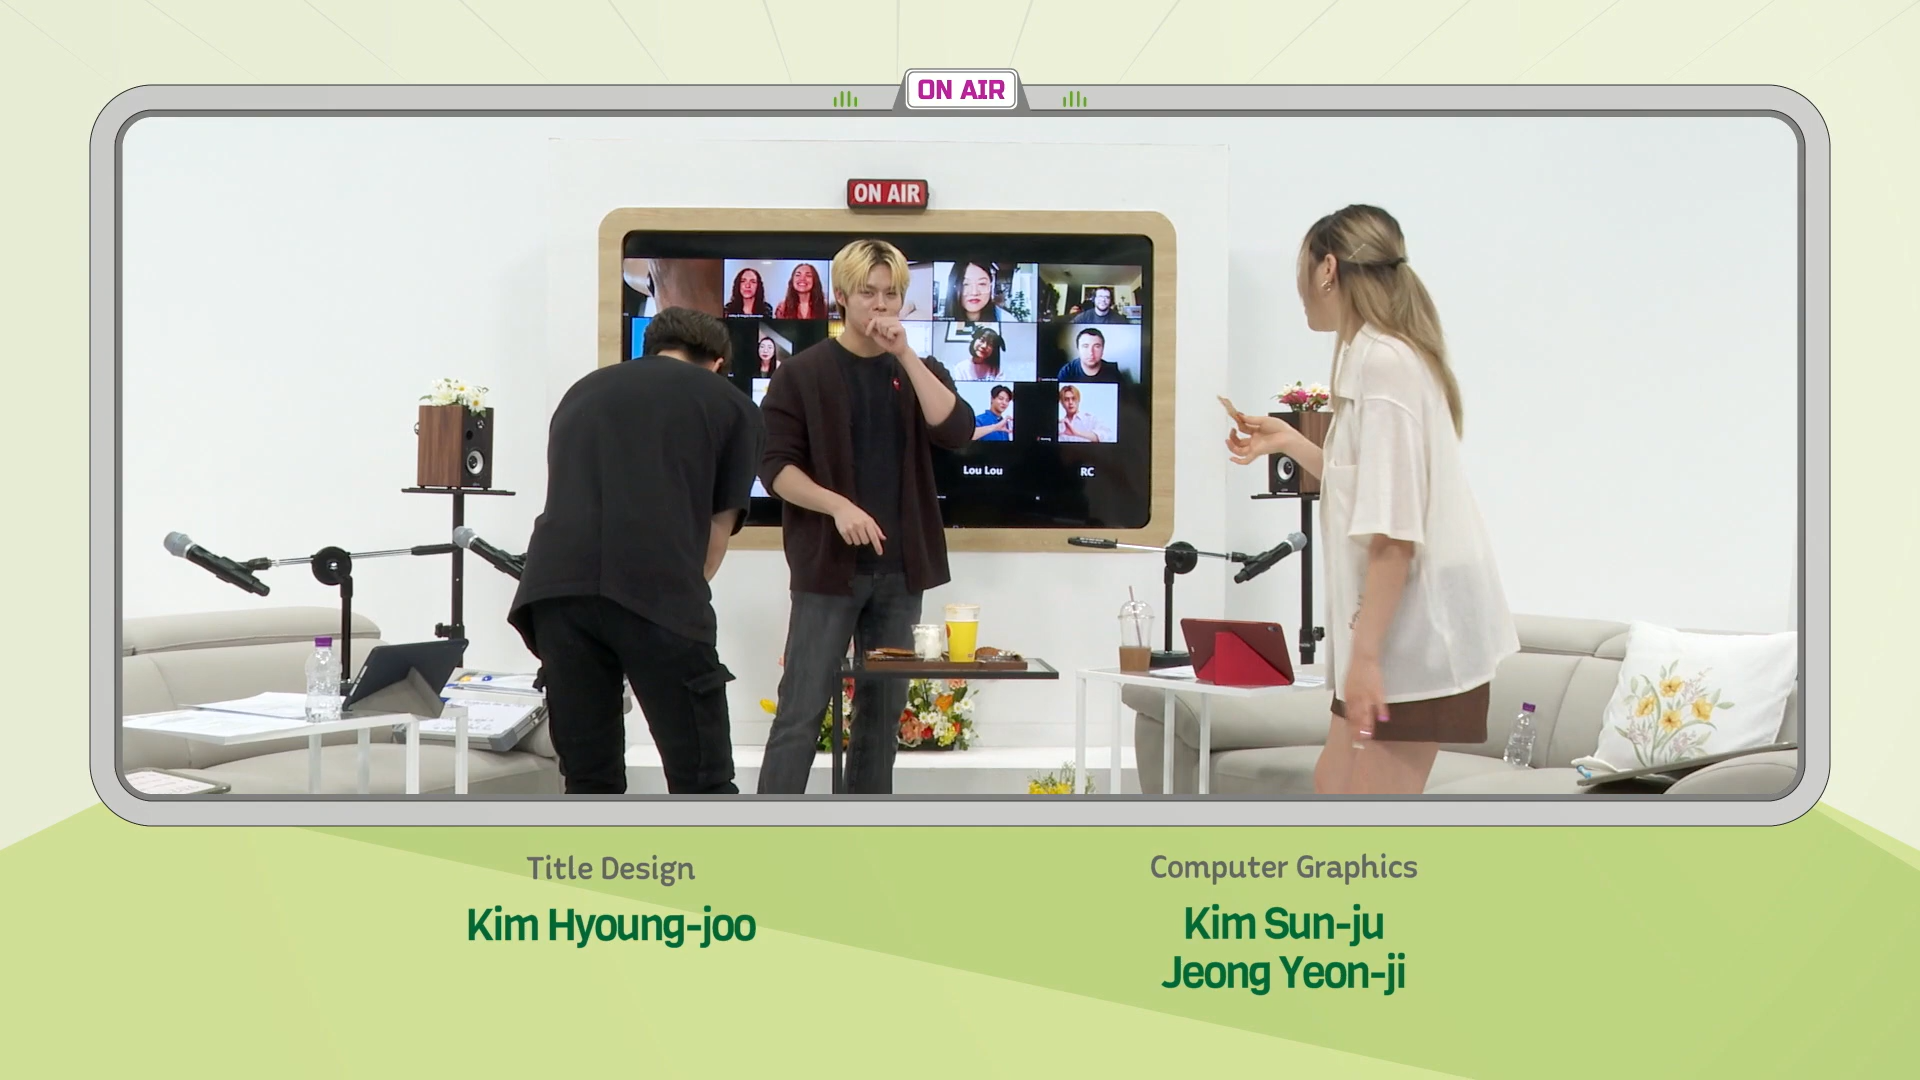 ON AIR
ON AIR
Lou Lou
RC
Title Design
Kim Hyoung-joo
Computer Graphics
Kim Sun-ju
Jeong Yeon-ji